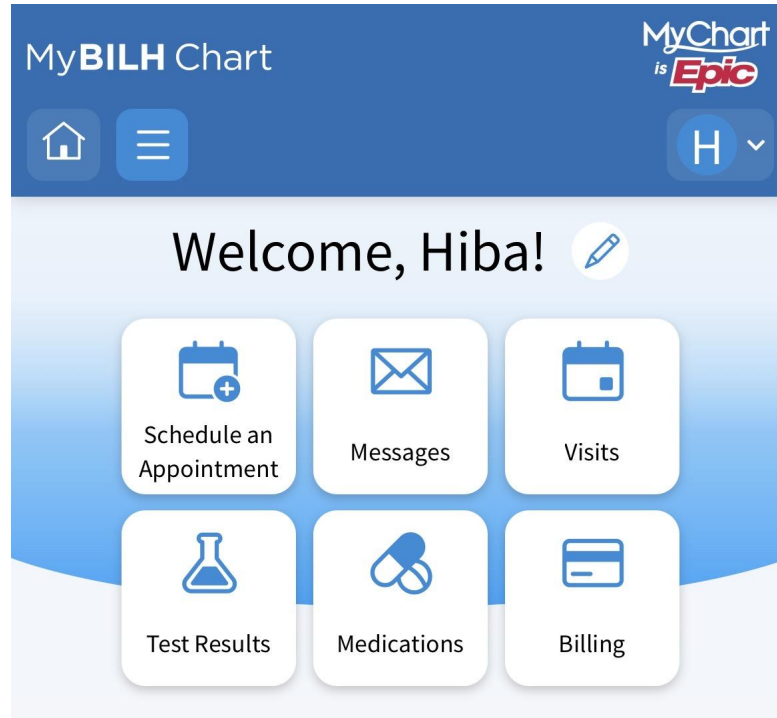 MyBILH Chart
MyChart
is Epic
H
Welcome, Hiba!
Schedule an
Appointment
Messages
Visits
Test Results
Medications
Billing